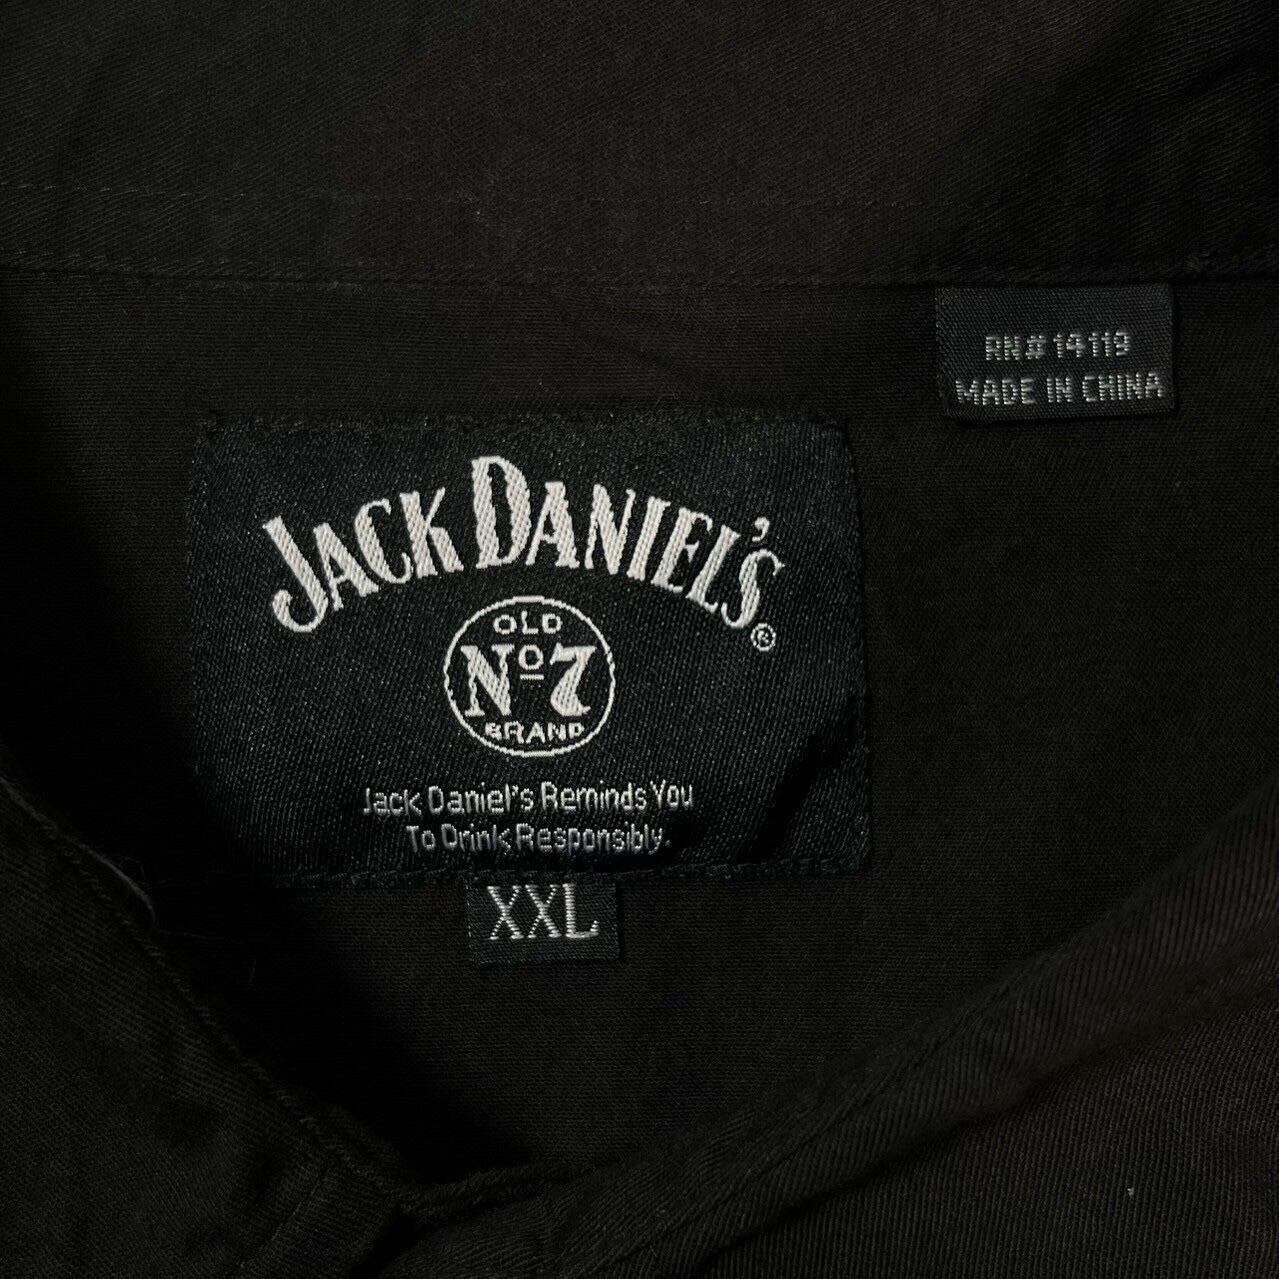 RN# 14119
MADE IN CHINA
JACK DANIEL'S®
OLD
Nº7
BRAND
Jack Daniel's Reminds You
To Drink Responsibly.
XXL